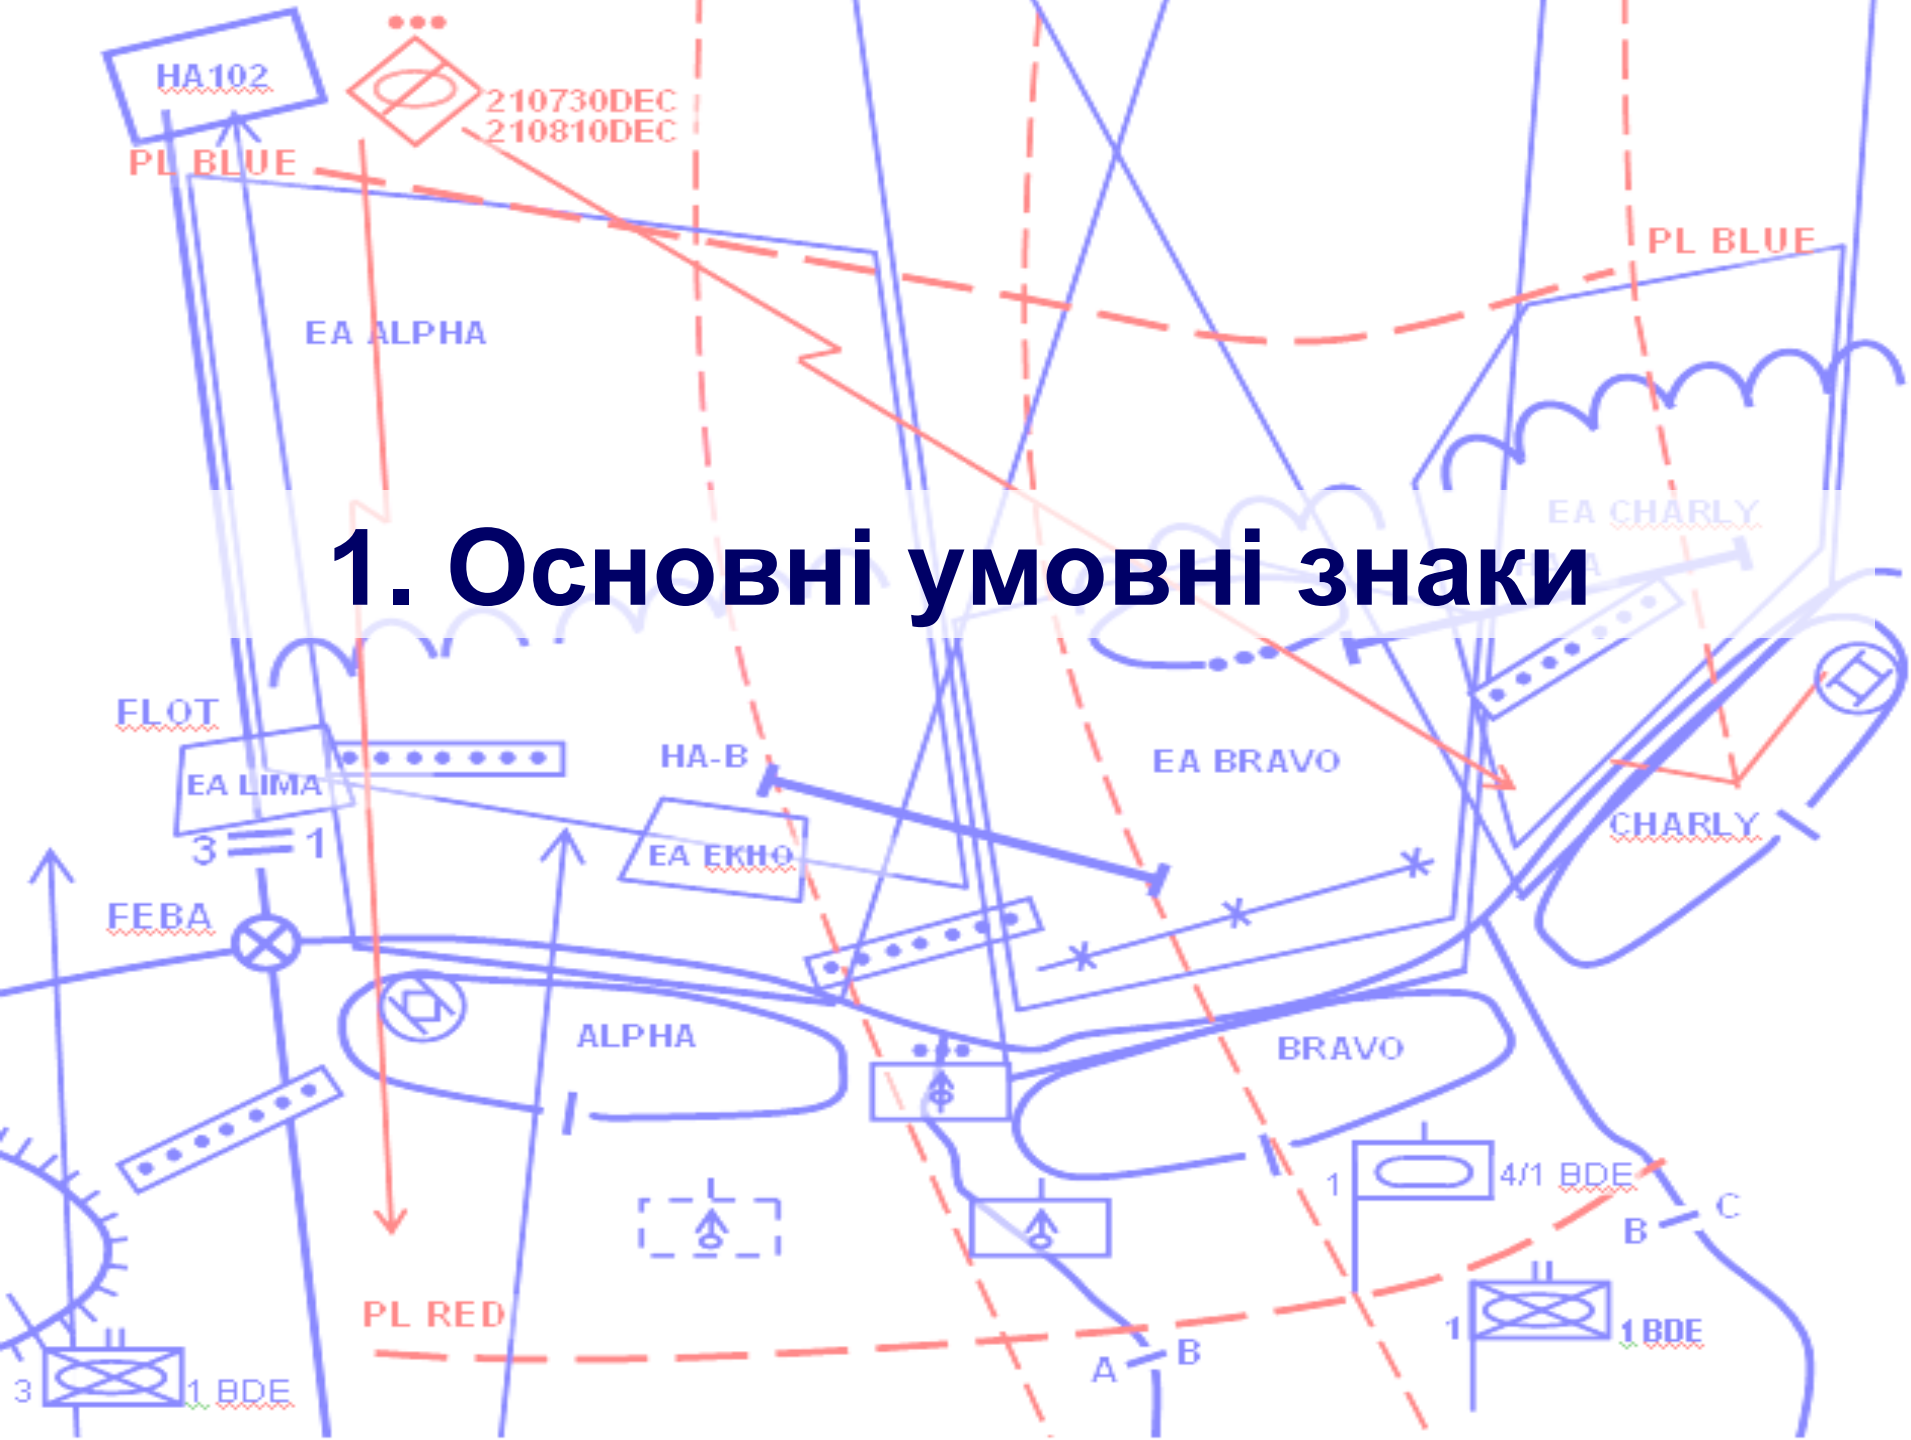 HA102
210730DEC
210810DEC
PL BLUE
PL BLUE
EA ALPHA
EA CHARLY
1. Основні умовні знаки
FLOT
HA-B
EA BRAVO
EA LIMA
CHARLY
3 1
EA EKHO
FEBA
ALPHA
BRAVO
1 4/1 BDE
C
B
PL RED
1 1 BDE
A B
3 1 BDE